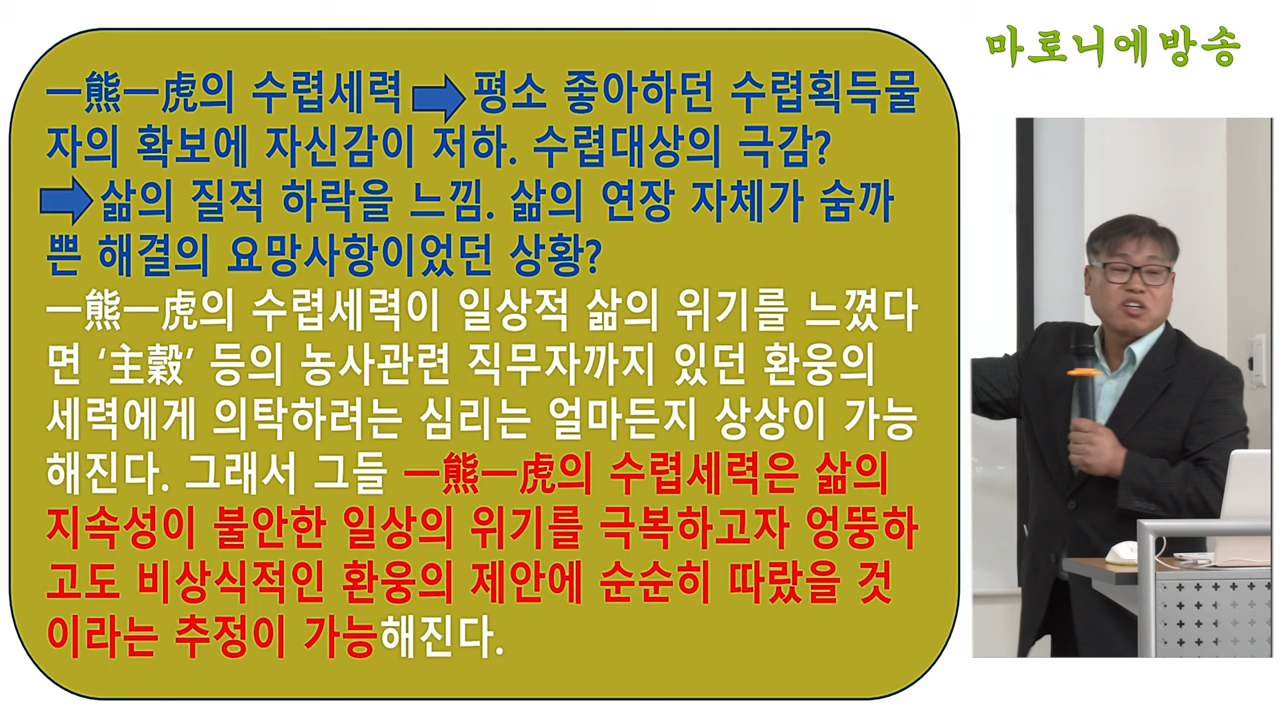 一熊一虎의 수렵세력 평소 좋아하던 수렵획득물
자의 확보에 자신감이 저하. 수렵대상의 극감?
삶의 질적 하락을 느낌. 삶의 연장 자체가 숨까
쁜 해결의 요망사항이었던 상황?
一熊一虎의 수렵세력이 일상적 삶의 위기를 느꼈다
면 ‘主穀’ 등의 농사관련 직무자까지 있던 환웅의
세력에게 의탁하려는 심리는 얼마든지 상상이 가능
해진다. 그래서 그들 一熊一虎의 수렵세력은 삶의
지속성이 불안한 일상의 위기를 극복하고자 엉뚱하
고도 비상식적인 환웅의 제안에 순순히 따랐을 것
이라는 추정이 가능해진다.
마로니에방송